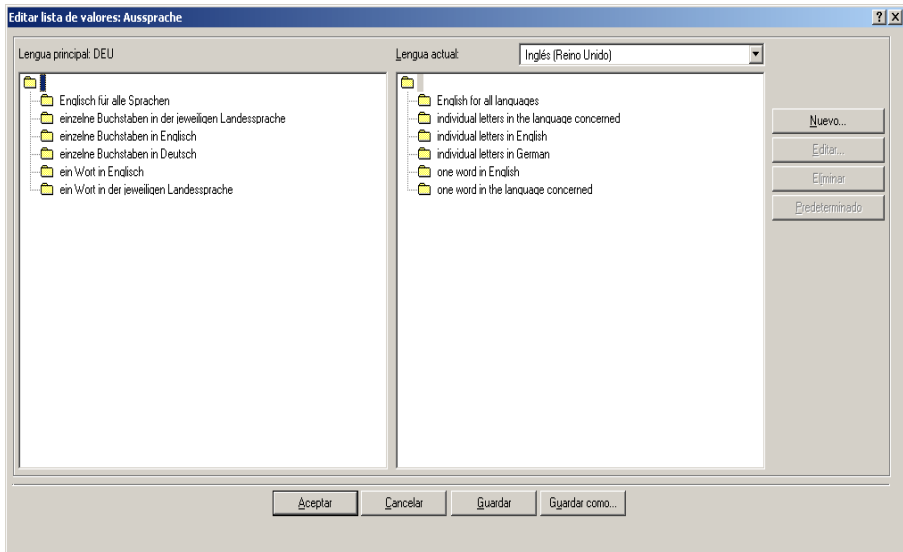 Editar lista de valores: Aussprache
Lengua principal: DEU
Lengua actual: Inglés (Reino Unido)
Englisch für alle Sprachen
einzelne Buchstaben in der jeweiligen Landessprache
einzelne Buchstaben in Englisch
einzelne Buchstaben in Deutsch
ein Wort in Englisch
ein Wort in der jeweiligen Landessprache
English for all languages
individual letters in the language concerned
individual letters in English
individual letters in German
one word in English
one word in the language concerned
Nuevo...
Editar...
Eliminar
Predeterminado
Aceptar Cancelar Guardar Guardar como...